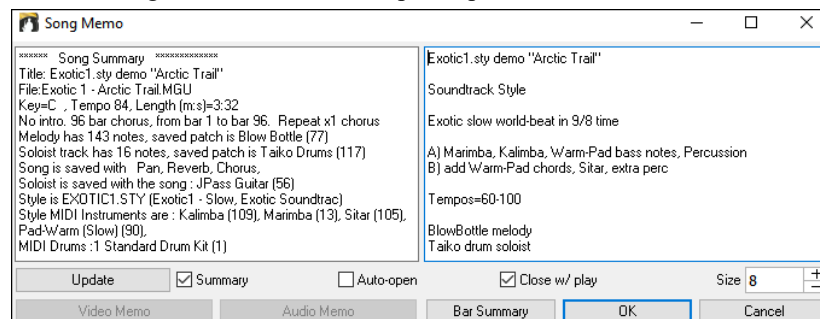 Song Memo
****** Song Summary *************
Title: Exotic1.sty demo "Arctic Trail"
File:Exotic 1 - Arctic Trail.MGU
Key=C , Tempo 84, Length (m:s)=3:32
No intro. 96 bar chorus, from bar 1 to bar 96. Repeat x1 chorus
Melody has 143 notes, saved patch is Blow Bottle (77)
Soloist track has 16 notes, saved patch is Taiko Drums (117)
Song is saved with Pan, Reverb, Chorus,
Soloist is saved with the song : JPass Guitar (56)
Style is EXOTIC1.STY (Exotic1 - Slow, Exotic Soundtrac)
Style MIDI Instruments are : Kalimba (109), Marimba (13), Sitar (105),
Pad-Warm (Slow) (90),
MIDI Drums :1 Standard Drum Kit (1)
Exotic1.sty demo "Arctic Trail"
Soundtrack Style
Exotic slow world-beat in 9/8 time
A) Marimba, Kalimba, Warm-Pad bass notes, Percussion
B) add Warm-Pad chords, Sitar, extra perc
Tempos=60-100
BlowBottle melody
Taiko drum soloist
Update Summary Auto-open Close w/ play Size 8
Video Memo Audio Memo Bar Summary OK Cancel